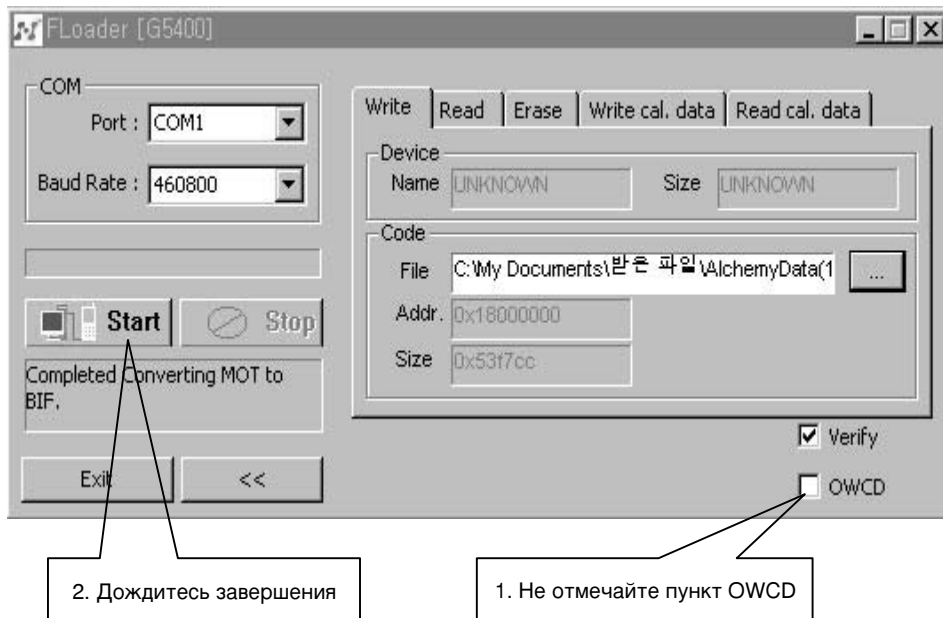 FLoader [G5400]
COM
Port : COM1
Baud Rate : 460800
Start Stop
Completed Converting MOT to
BIF.
Exit <<
Write Read Erase Write cal. data Read cal. data
Device
Name UNKNOWN Size UNKNOWN
Code
File C:\My Documents\받은 파일\AlchemyData(1 ...
Addr. 0x18000000
Size 0x53f7cc
Verify
OWCD
2. Дождитесь завершения
1. Не отмечайте пункт OWCD